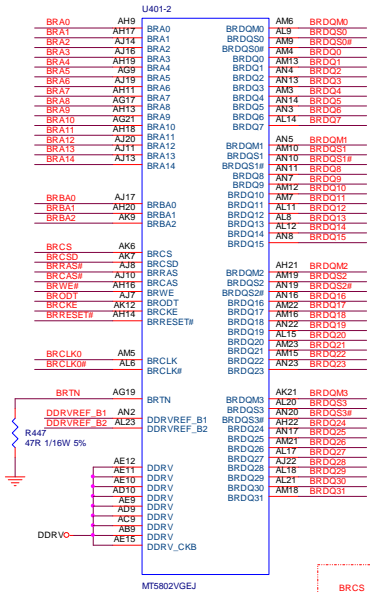 U401-2
BRA0 AH9 BRA0
BRA1 AH17 BRA1
BRA2 AJ14 BRA2
BRA3 AJ16 BRA3
BRA4 AH19 BRA4
BRA5 AG9 BRA5
BRA6 AJ19 BRA6
BRA7 AH11 BRA7
BRA8 AG17 BRA8
BRA9 AH13 BRA9
BRA10 AG21 BRA10
BRA11 AH18 BRA11
BRA12 AJ20 BRA12
BRA13 AJ11 BRA13
BRA14 AJ13 BRA14
BRBA0 AJ17 BRBA0
BRBA1 AH20 BRBA1
BRBA2 AK9 BRBA2
BRCS AK6 BRCS
BRCSD AK7 BRCSD
BRRAS# AJ8 BRRAS
BRCAS# AJ10 BRCAS
BRWE# AH16 BRWE
BRODT AJ7 BRODT
BRCKE AK12 BRCKE
BRRESET# AH14 BRRESET#
BRCLK0 AM5 BRCLK
BRCLK0# AL6 BRCLK#
BRTN AG19 BRTN
DDRVREF_B1 AN2 DDRVREF_B1
DDRVREF_B2 AL23 DDRVREF_B2
R447
47R 1/16W 5%
AE12 DDRV
AE11 DDRV
AE10 DDRV
AD10 DDRV
AE9 DDRV
AD9 DDRV
AC9 DDRV
AB9 DDRV
AE15 DDRV_CKB
DDRV
BRDQM0 AM6 BRDQM0
BRDQS0 AL9 BRDQS0
BRDQS0# AM9 BRDQS0#
BRDQ0 AM4 BRDQ0
BRDQ1 AM13 BRDQ1
BRDQ2 AN4 BRDQ2
BRDQ3 AN13 BRDQ3
BRDQ4 AM3 BRDQ4
BRDQ5 AN14 BRDQ5
BRDQ6 AN3 BRDQ6
BRDQ7 AL14 BRDQ7
BRDQM1 AN5 BRDQM1
BRDQS1 AM10 BRDQS1
BRDQS1# AN10 BRDQS1#
BRDQ8 AN11 BRDQ8
BRDQ9 AN7 BRDQ9
BRDQ10 AM12 BRDQ10
BRDQ11 AM7 BRDQ11
BRDQ12 AL11 BRDQ12
BRDQ13 AL8 BRDQ13
BRDQ14 AL12 BRDQ14
BRDQ15 AN8 BRDQ15
BRDQM2 AH21 BRDQM2
BRDQS2 AM19 BRDQS2
BRDQS2# AN19 BRDQS2#
BRDQ16 AN16 BRDQ16
BRDQ17 AM22 BRDQ17
BRDQ18 AM16 BRDQ18
BRDQ19 AN22 BRDQ19
BRDQ20 AL15 BRDQ20
BRDQ21 AM23 BRDQ21
BRDQ22 AM15 BRDQ22
BRDQ23 AN23 BRDQ23
BRDQM3 AK21 BRDQM3
BRDQS3 AL20 BRDQS3
BRDQS3# AN20 BRDQS3#
BRDQ24 AH22 BRDQ24
BRDQ25 AN17 BRDQ25
BRDQ26 AM21 BRDQ26
BRDQ27 AL17 BRDQ27
BRDQ28 AJ22 BRDQ28
BRDQ29 AL18 BRDQ29
BRDQ30 AL21 BRDQ30
BRDQ31 AM18 BRDQ31
MT5802VGEJ
BRCS